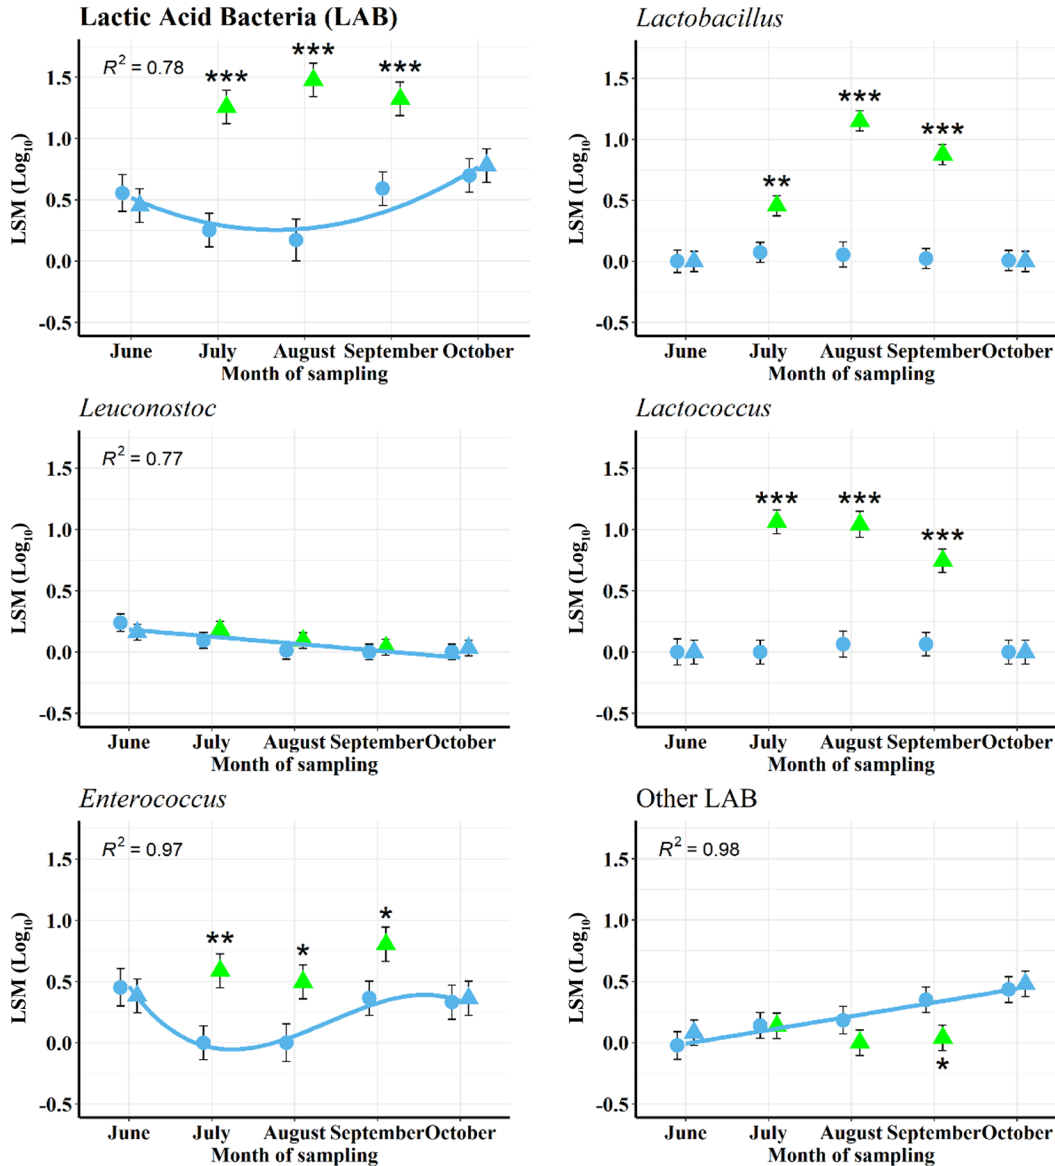 Lactic Acid Bacteria (LAB)
R² = 0.78
***
***
***
1.5
1.0
0.5
0.0
-0.5
LSM (Log₁₀)
June July August September October
Month of sampling
Lactobacillus
**
***
***
1.5
1.0
0.5
0.0
-0.5
LSM (Log₁₀)
June July August September October
Month of sampling
Leuconostoc
R² = 0.77
1.5
1.0
0.5
0.0
-0.5
LSM (Log₁₀)
June July August September October
Month of sampling
Lactococcus
***
***
***
1.5
1.0
0.5
0.0
-0.5
LSM (Log₁₀)
June July August September October
Month of sampling
Enterococcus
R² = 0.97
**
*
*
1.5
1.0
0.5
0.0
-0.5
LSM (Log₁₀)
June July August September October
Month of sampling
Other LAB
R² = 0.98
*
1.5
1.0
0.5
0.0
-0.5
LSM (Log₁₀)
June July August September October
Month of sampling